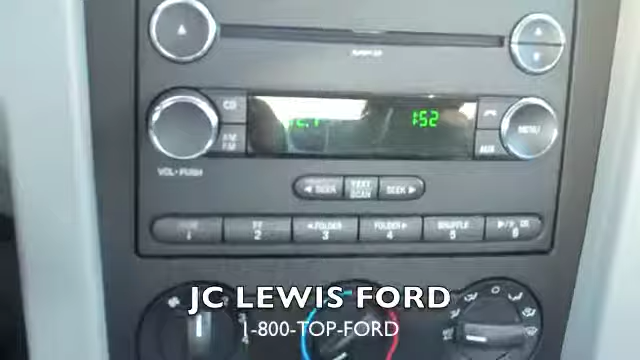 CD
AM
FM
1:52
MENU
AUX
VOL - PUSH
◄ SEEK
TEXT
SCAN
SEEK ►
1
2
◄ FOLDER
3
FOLDER ►
4
SHUFFLE
5
6
JC LEWIS FORD
1-800-TOP-FORD